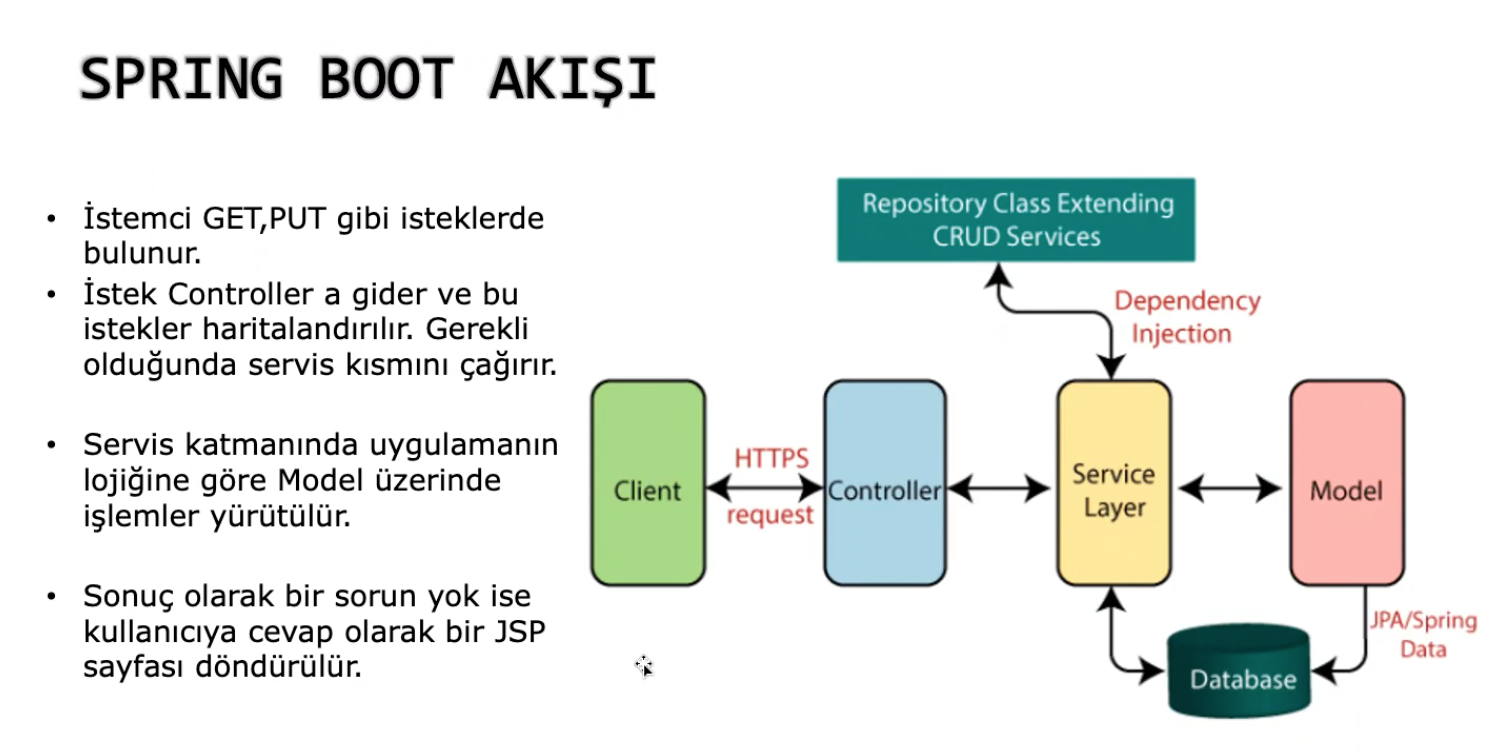 SPRING BOOT AKIŞI
• İstemci GET,PUT gibi isteklerde
bulunur.
• İstek Controller a gider ve bu
istekler haritalandırılır. Gerekli
olduğunda servis kısmını çağırır.
• Servis katmanında uygulamanın
lojiğine göre Model üzerinde
işlemler yürütülür.
• Sonuç olarak bir sorun yok ise
kullanıcıya cevap olarak bir JSP
sayfası döndürülür.
Repository Class Extending
CRUD Services
Dependency
Injection
Client
HTTPS
request
Controller
Service
Layer
Model
JPA/Spring
Data
Database